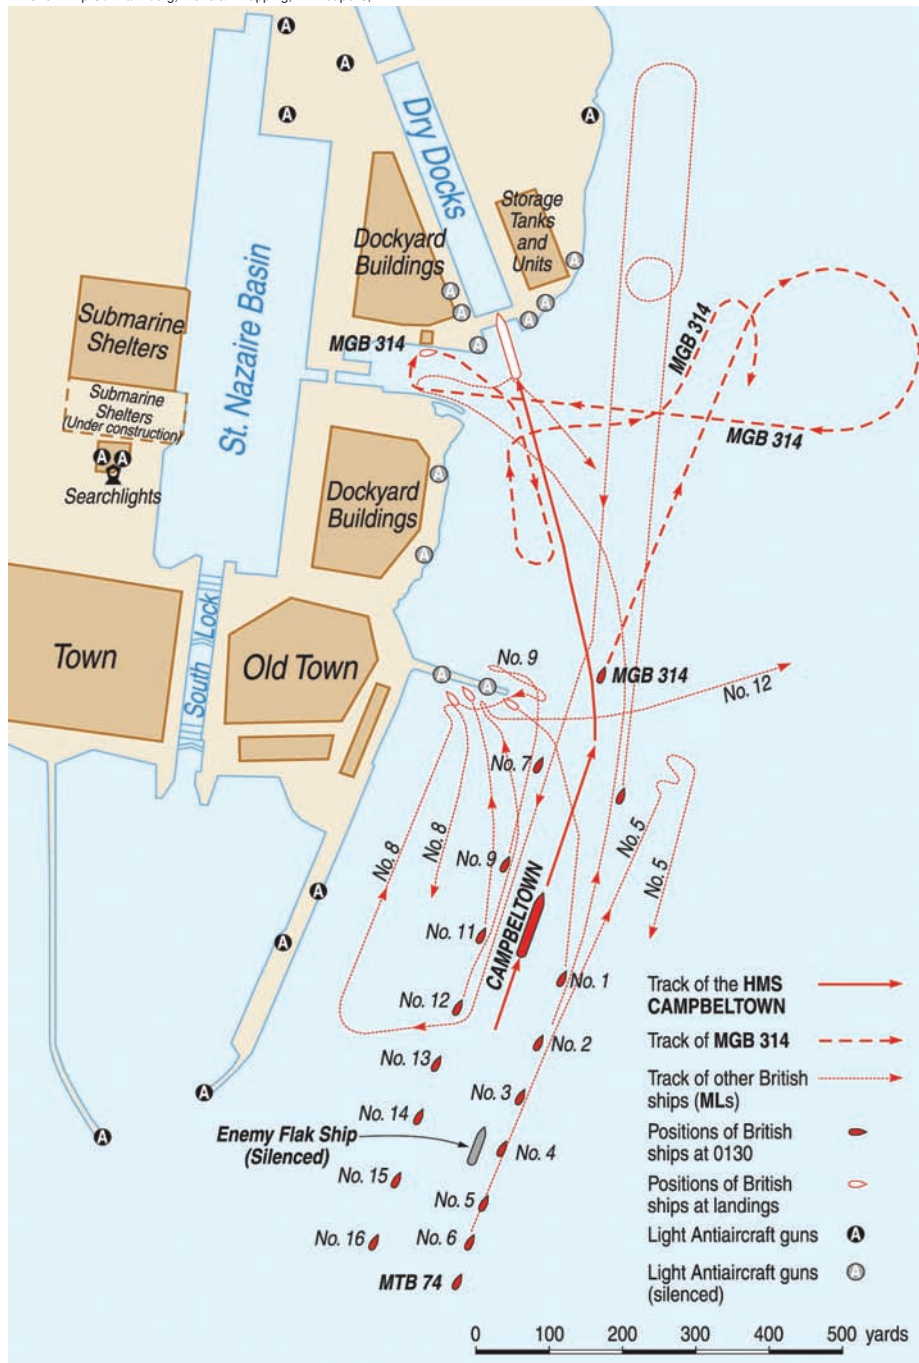 A
A
A
A
Dry Docks
Storage
Tanks
and
Units
Dockyard
Buildings
A
A
A
A
A
A
St. Nazaire Basin
Submarine
Shelters
MGB 314
MGB 314
Submarine
Shelters
(Under construction)
MGB 314
A A
Searchlights
A
Dockyard
Buildings
A
South Lock
Town
Old Town
No. 9
A
A
MGB 314
No. 12
No. 7
No. 5
No. 8
No. 8
No. 9
No. 5
A
CAMPBELTOWN
No. 11
A
No. 1
No. 12
No. 2
No. 13
No. 3
A
No. 14
Enemy Flak Ship
(Silenced)
A
No. 4
No. 15
No. 5
No. 16
No. 6
MTB 74
Track of the HMS
CAMPBELTOWN
Track of MGB 314
Track of other British
ships (MLs)
Positions of British
ships at 0130
Positions of British
ships at landings
Light Antiaircraft guns A
Light Antiaircraft guns A
(silenced)
0 100 200 300 400 500 yards